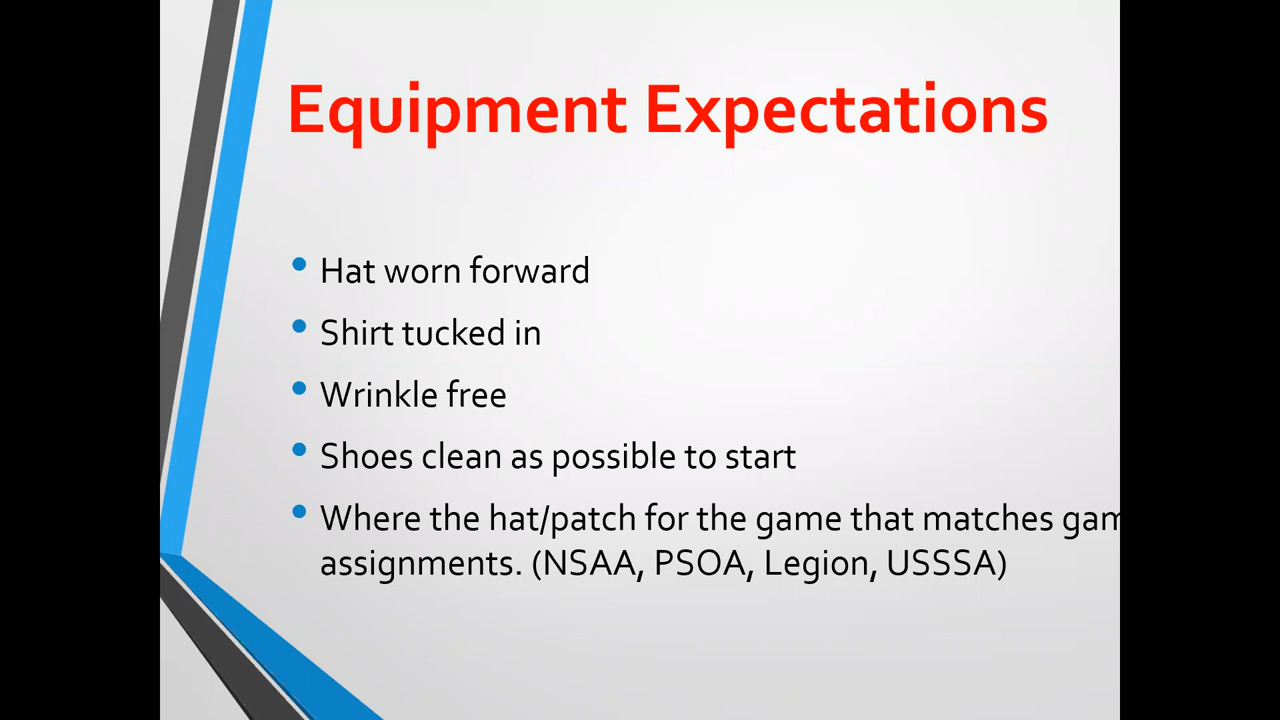 Equipment Expectations
• Hat worn forward
• Shirt tucked in
• Wrinkle free
• Shoes clean as possible to start
• Where the hat/patch for the game that matches
assignments. (NSAA, PSOA, Legion, USSSA)